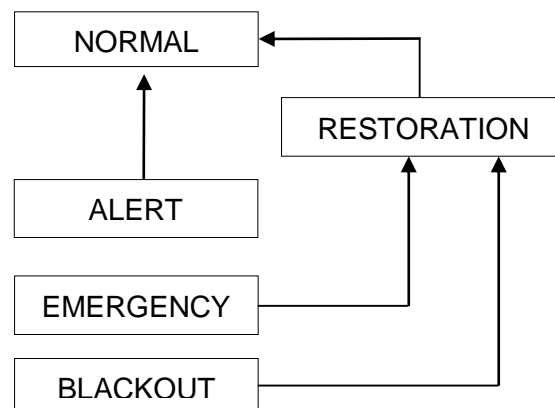 NORMAL
RESTORATION
ALERT
EMERGENCY
BLACKOUT